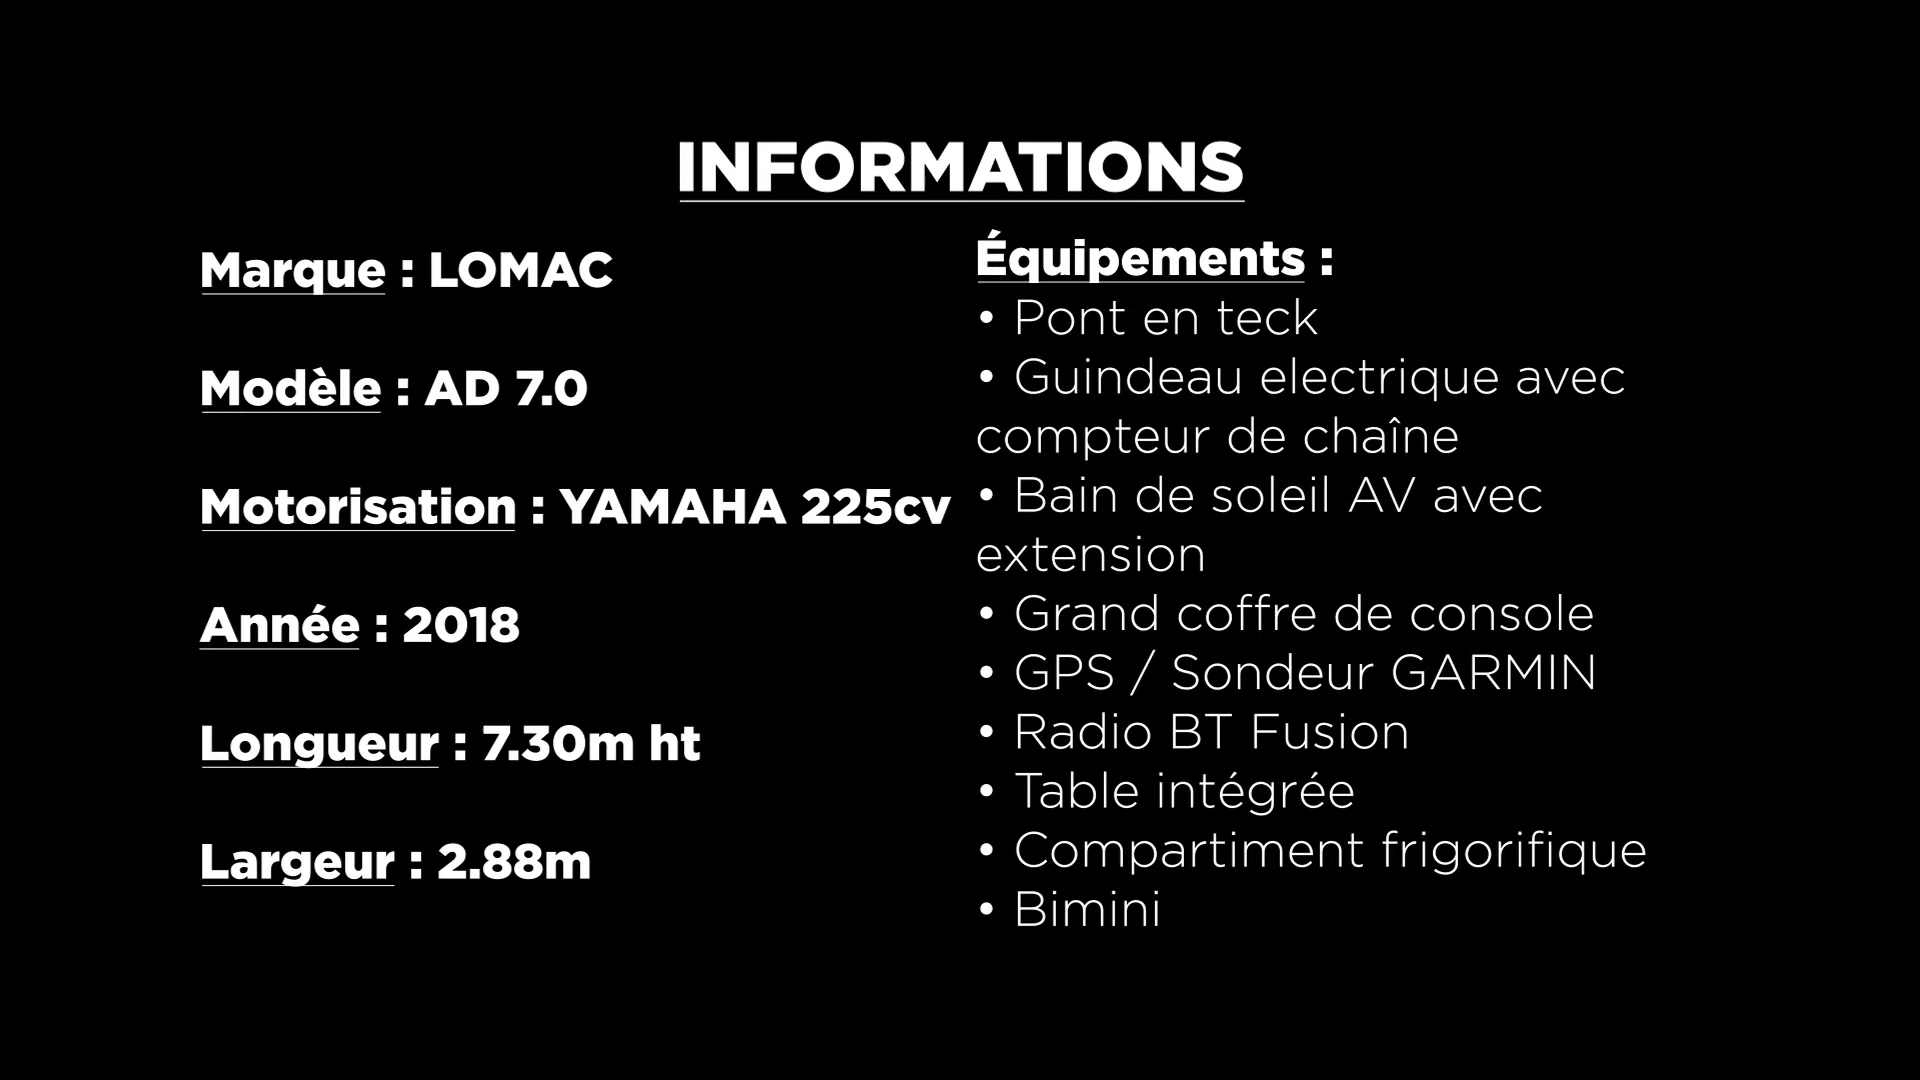 INFORMATIONS
Marque : LOMAC
Modèle : AD 7.0
Motorisation : YAMAHA 225cv
Année : 2018
Longueur : 7.30m ht
Largeur : 2.88m
Équipements :
• Pont en teck
• Guindeau electrique avec
compteur de chaîne
• Bain de soleil AV avec
extension
• Grand coffre de console
• GPS / Sondeur GARMIN
• Radio BT Fusion
• Table intégrée
• Compartiment frigorifique
• Bimini